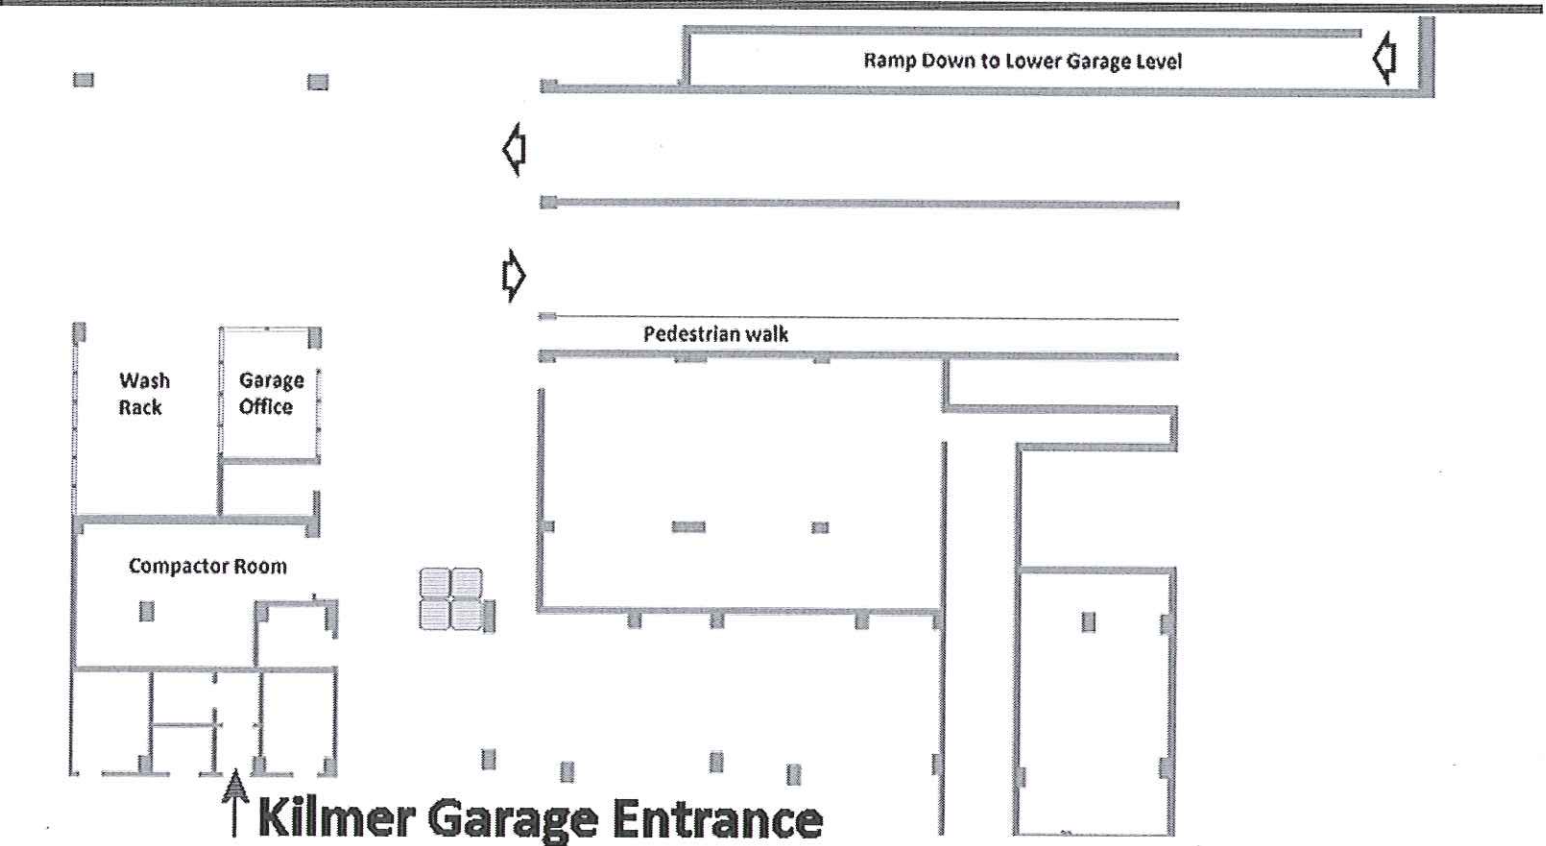 Ramp Down to Lower Garage Level
Pedestrian walk
Wash
Rack
Garage
Office
Compactor Room
Kilmer Garage Entrance